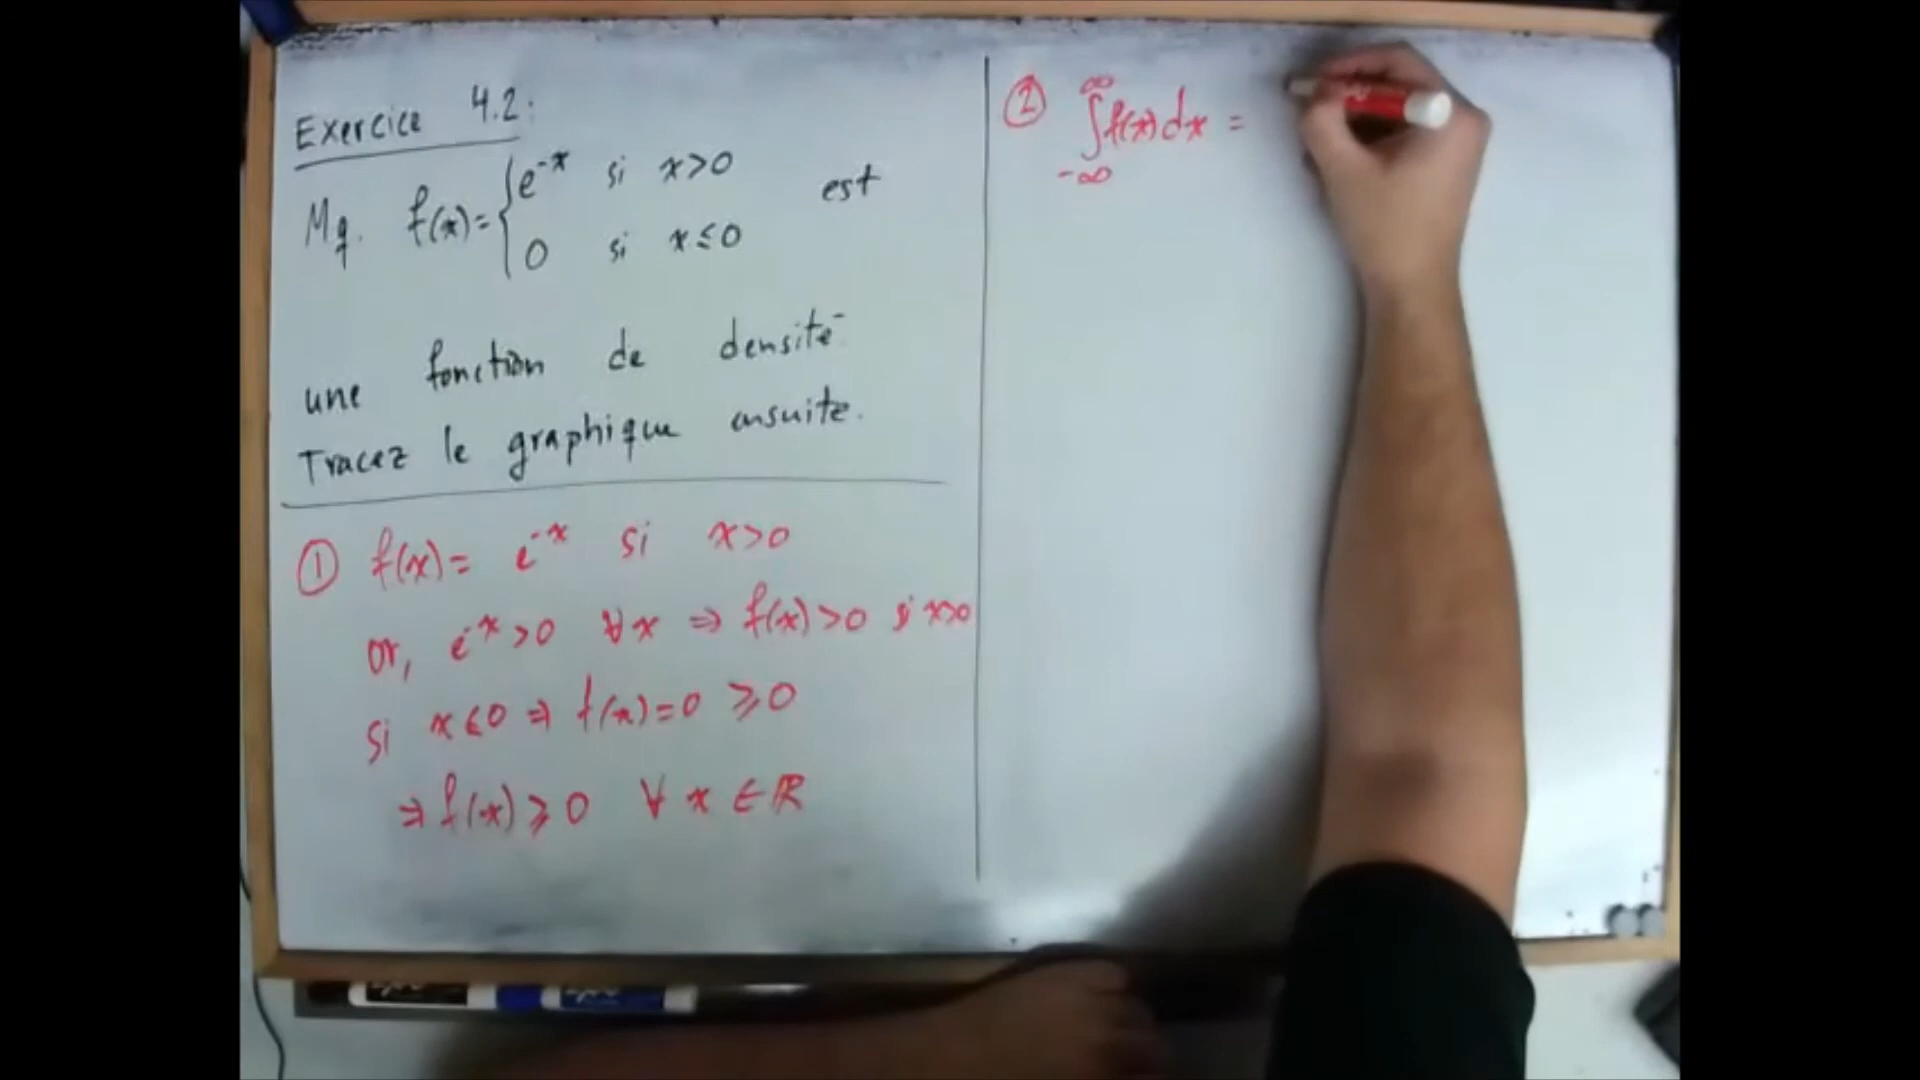 Exercice 4.2:
Mq. f(x)= { e^-x si x>0 est
0 si x≤0
une fonction de densité
Tracez le graphique ensuite.
① f(x)= e^-x si x>0
or, e^-x >0 ∀x ⇒ f(x)>0 si x>0
si x≤0 ⇒ f(x)=0 ⩾0
⇒ f(x)⩾0 ∀ x ∈ ℝ
② ∫_-∞^∞ f(x)dx =